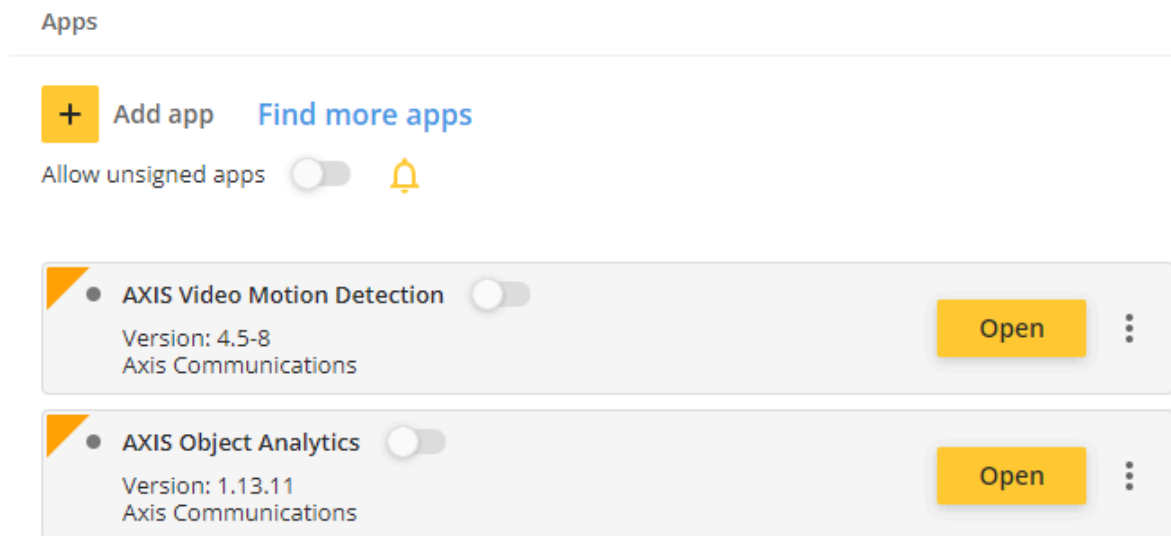 Apps
+ Add app Find more apps
Allow unsigned apps
AXIS Video Motion Detection
Version: 4.5-8
Axis Communications
Open
AXIS Object Analytics
Version: 1.13.11
Axis Communications
Open